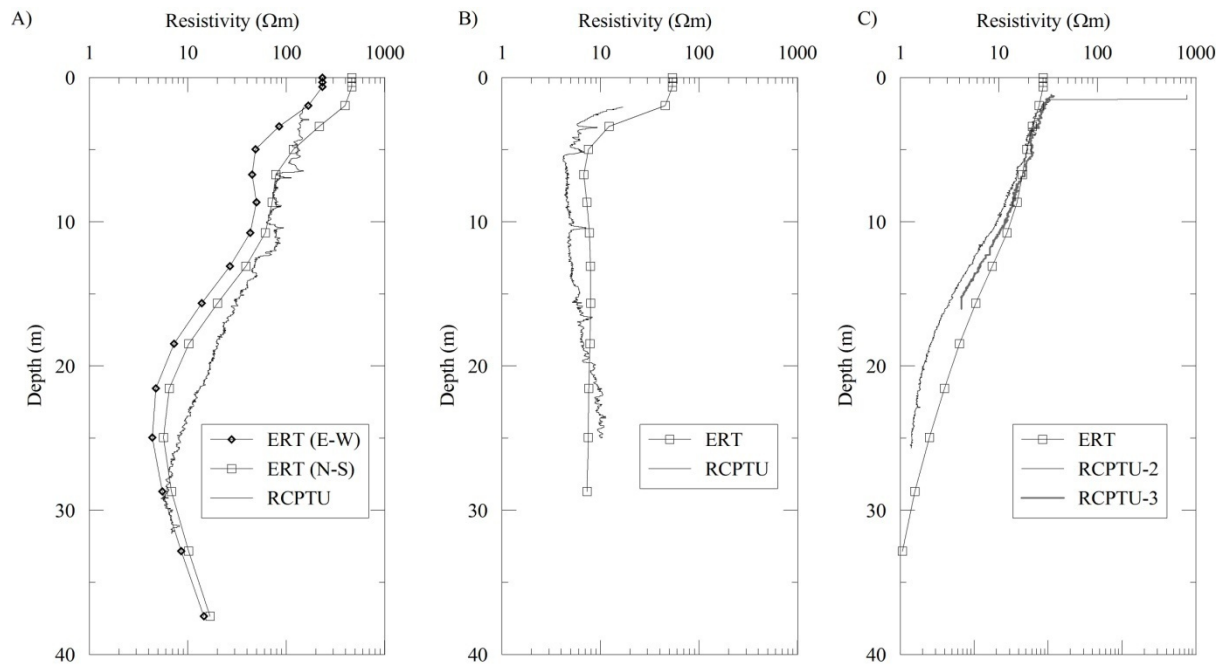 A)
Resistivity (Ωm)
1 10 100 1000
0
10
20
30
40
Depth (m)
ERT (E-W)
ERT (N-S)
RCPTU
B)
Resistivity (Ωm)
1 10 100 1000
0
10
20
30
40
Depth (m)
ERT
RCPTU
C)
Resistivity (Ωm)
1 10 100 1000
0
10
20
30
40
Depth (m)
ERT
RCPTU-2
RCPTU-3